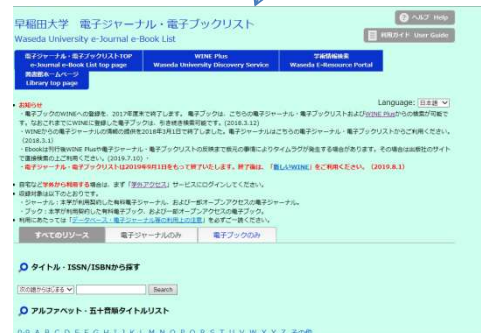 早稲田大学 電子ジャーナル・電子ブックリスト
Waseda University e-Journal e-Book List
ヘルプ Help
利用ガイド User Guide
電子ジャーナル・電子ブックリストTOP
e-Journal e-Book List top page
WINE Plus
Waseda University Discovery Service
学術情報検索
Waseda E-Resource Portal
図書館ホームページ
Library top page
Language: 日本語
お知らせ
・電子ブックのWINEへの登録を、2017年度末で終了します。電子ブックは、こちらの電子ジャーナル・電子ブックリストおよびWINE Plusからの検索が可能です。なおこれまでにWINEに登録した電子ブックは、引き続き検索可能です。(2018.3.12)
・WINEからの電子ジャーナルの情報の提供を2018年3月1日で終了しました。電子ジャーナルはこちらの電子ジャーナル・電子ブックリストからご利用ください。
(2018.3.1)
・Ebookは刊行後WINE Plusや電子ジャーナル・電子ブックリストの反映まで諸元の事情によりタイムラグが発生する場合があります。その場合は出版社のサイトで直接検索の上ご利用ください。(2019.7.10)・
・電子ジャーナル・電子ブックリストは2019年9月1日をもって終了いたします。終了後は、「新しいWINE」をご利用ください。 (2019.8.1)
自宅など学外から利用する場合は、まず「学外アクセス」サービスにログインしてください。
収録対象は以下のとおりです。
・ジャーナル：本学が利用契約した有料電子ジャーナル、および一部オープンアクセスの電子ジャーナル。
・ブック：本学が利用契約した有料電子ブック、および一部オープンアクセスの電子ブック。
利用にあたっては「データベース・電子ジャーナル等の利用上の注意」を必ずご一読ください。
すべてのリソース
電子ジャーナルのみ
電子ブックのみ
タイトル・ISSN/ISBNから探す
次の語からはじまる
Search
アルファベット・五十音順タイトルリスト
0-9 A B C D E F G H I J K L M N O P Q R S T U V W X Y Z その他